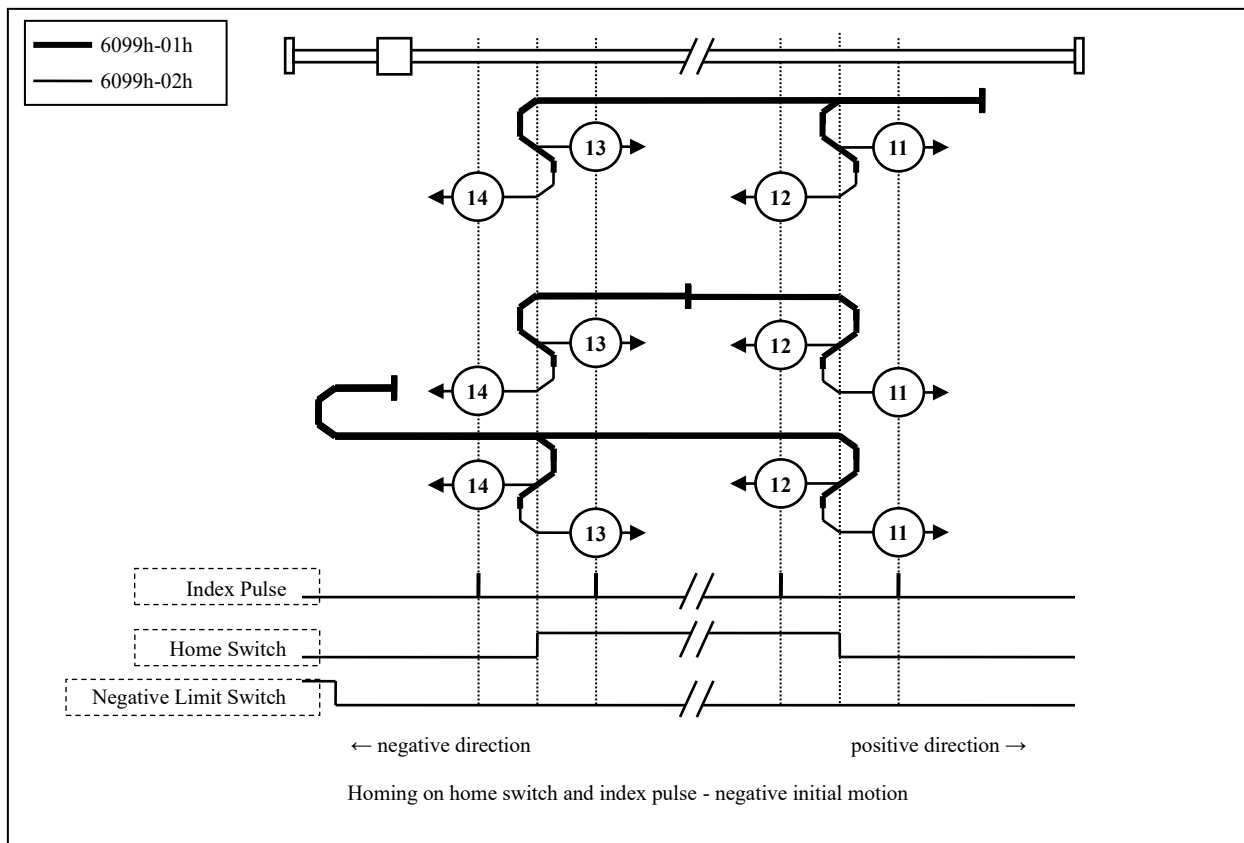 6099h-01h
6099h-02h
13
11
14
12
13
12
14
11
14
12
13
11
Index Pulse
Home Switch
Negative Limit Switch
← negative direction
positive direction →
Homing on home switch and index pulse - negative initial motion